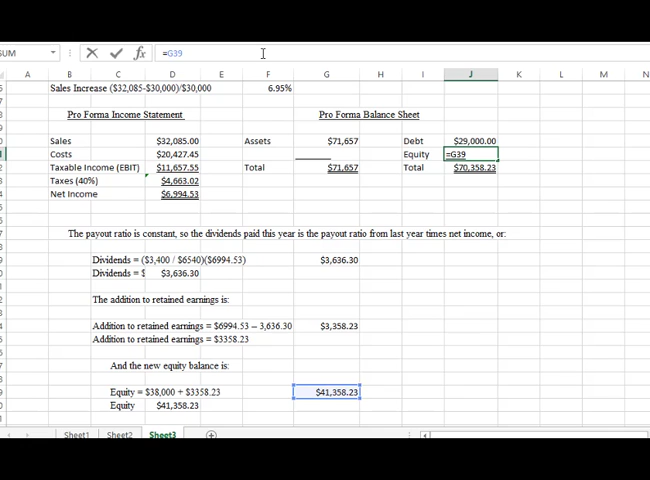 SUM =G39
A B C D E F G H I J K L M N
Sales Increase ($32,085-$30,000)/$30,000 6.95%
Pro Forma Income Statement Pro Forma Balance Sheet
Sales $32,085.00 Assets $71,657 Debt $29,000.00
Costs $20,427.45 Equity =G39
Taxable Income (EBIT) $11,657.55 Total $71,657 Total $70,358.23
Taxes (40%) $4,663.02
Net Income $6,994.53
The payout ratio is constant, so the dividends paid this year is the payout ratio from last year times net income, or:
Dividends = ($3,400 / $6540)($6994.53) $3,636.30
Dividends = $ $3,636.30
The addition to retained earnings is:
Addition to retained earnings = $6994.53 – 3,636.30 $3,358.23
Addition to retained earnings = $3358.23
And the new equity balance is:
Equity = $38,000 + $3358.23 $41,358.23
Equity $41,358.23
Sheet1 Sheet2 Sheet3